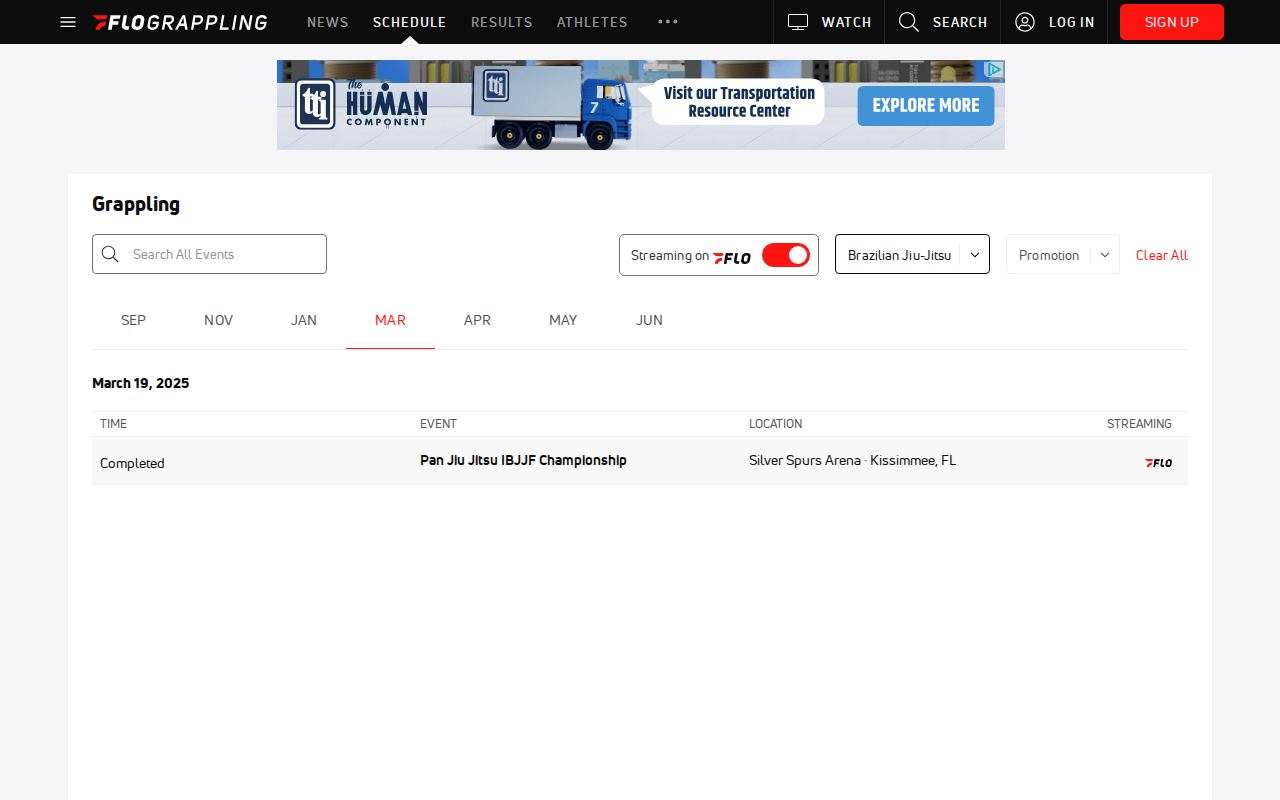 FLOGRAPPLING NEWS SCHEDULE RESULTS ATHLETES WATCH SEARCH LOG IN SIGN UP
tti The HUMAN COMPONENT
7
Visit our Transportation
Resource Center
EXPLORE MORE
Grappling
Search All Events
Streaming on FLO
Brazilian Jiu-Jitsu
Promotion
Clear All
SEP NOV JAN MAR APR MAY JUN
March 19, 2025
TIME EVENT LOCATION STREAMING
Completed Pan Jiu Jitsu IBJJF Championship Silver Spurs Arena · Kissimmee, FL FLO